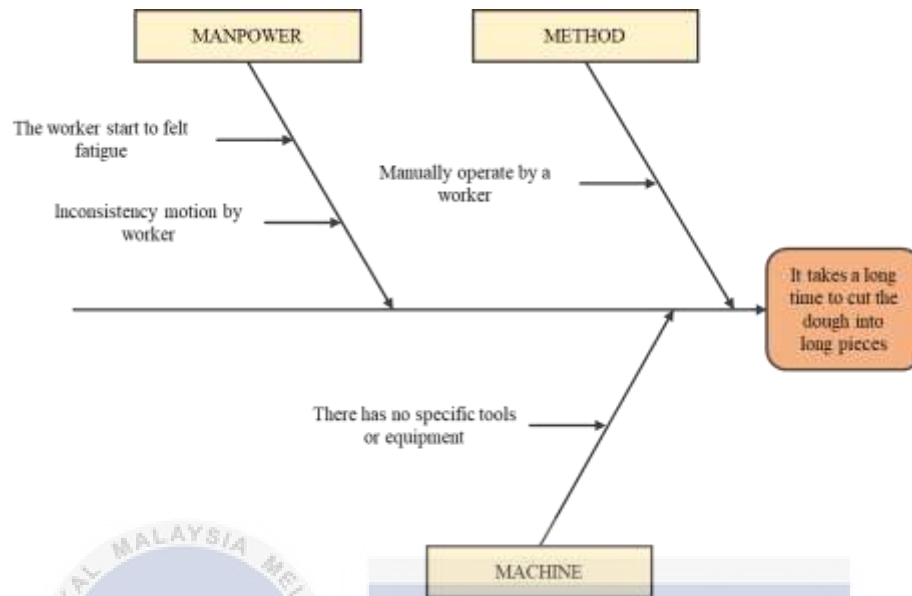 MANPOWER
METHOD
The worker start to felt
fatigue
Manually operate by a
worker
Inconsistency motion by
worker
It takes a long
time to cut the
dough into
long pieces
There has no specific tools
or equipment
MACHINE
MALAYSIA